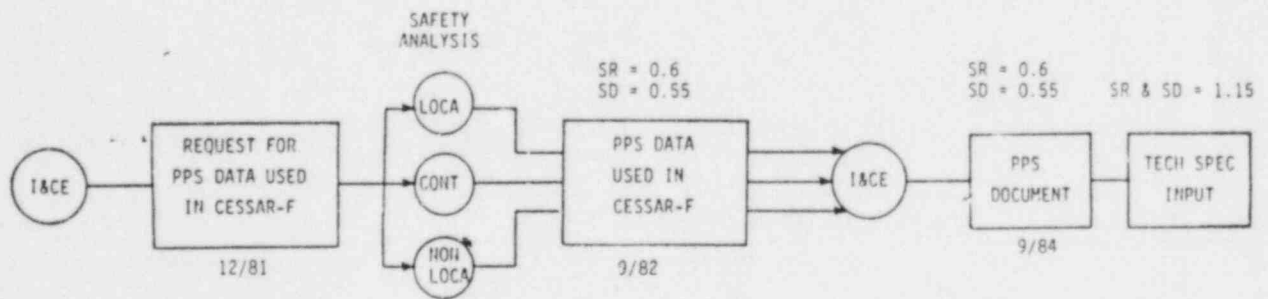 SAFETY
ANALYSIS
I&CE
REQUEST FOR
PPS DATA USED
IN CESSAR-F
12/81
LOCA
CONT
NON
LOCA
SR = 0.6
SD = 0.55
PPS DATA
USED IN
CESSAR-F
9/82
I&CE
SR = 0.6
SD = 0.55
PPS
DOCUMENT
9/84
SR & SD = 1.15
TECH SPEC
INPUT